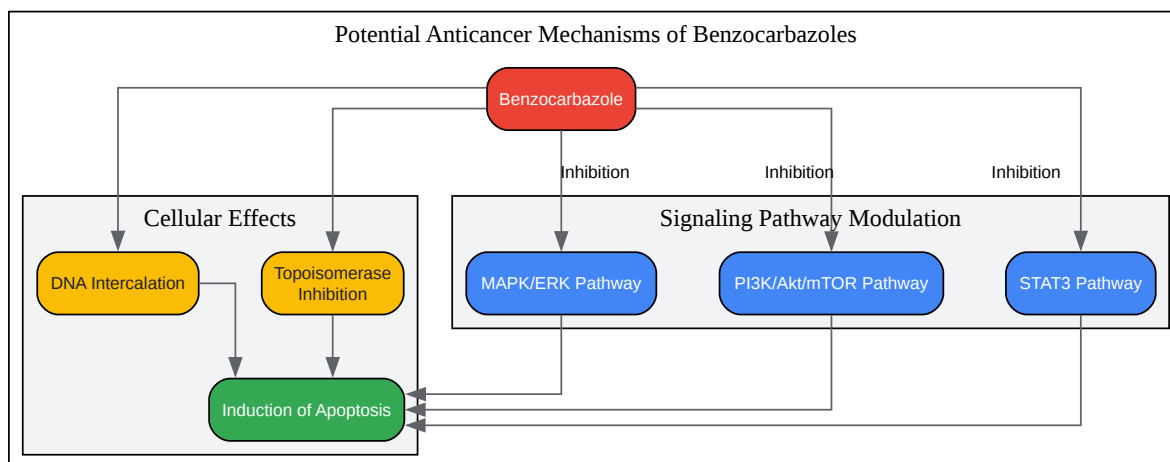 Potential Anticancer Mechanisms of Benzocarbazoles
Benzocarbazole
Inhibition
Inhibition
Inhibition
Cellular Effects
Signaling Pathway Modulation
DNA Intercalation
Topoisomerase
Inhibition
MAPK/ERK Pathway
PI3K/Akt/mTOR Pathway
STAT3 Pathway
Induction of Apoptosis